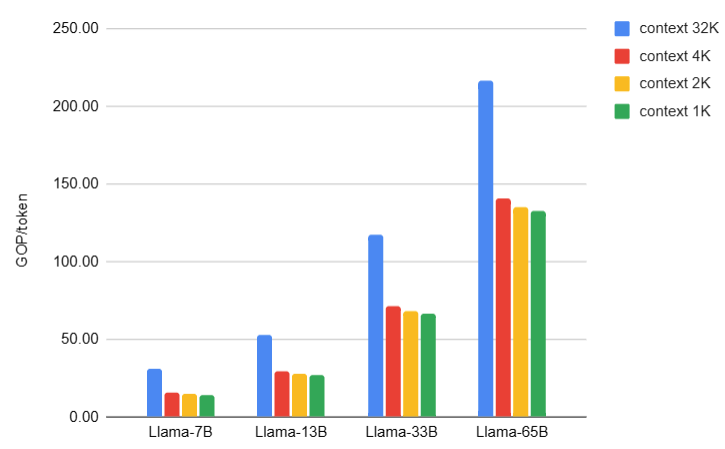 250.00
200.00
150.00
100.00
50.00
0.00
GOP/token
Llama-7B
Llama-13B
Llama-33B
Llama-65B
context 32K
context 4K
context 2K
context 1K